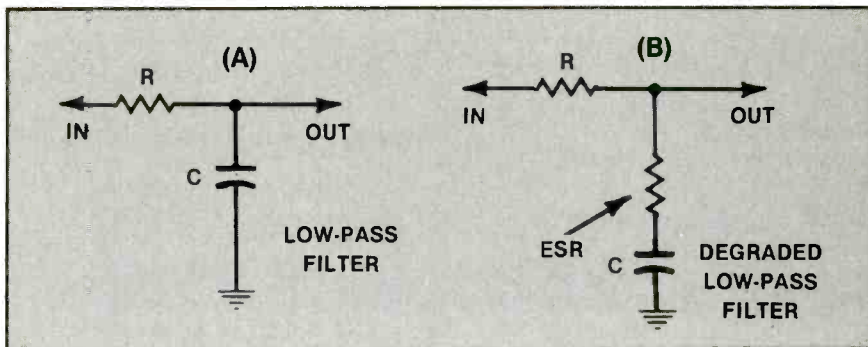 (A)
R
IN
OUT
C
LOW-PASS
FILTER
(B)
R
IN
OUT
ESR
C
DEGRADED
LOW-PASS
FILTER